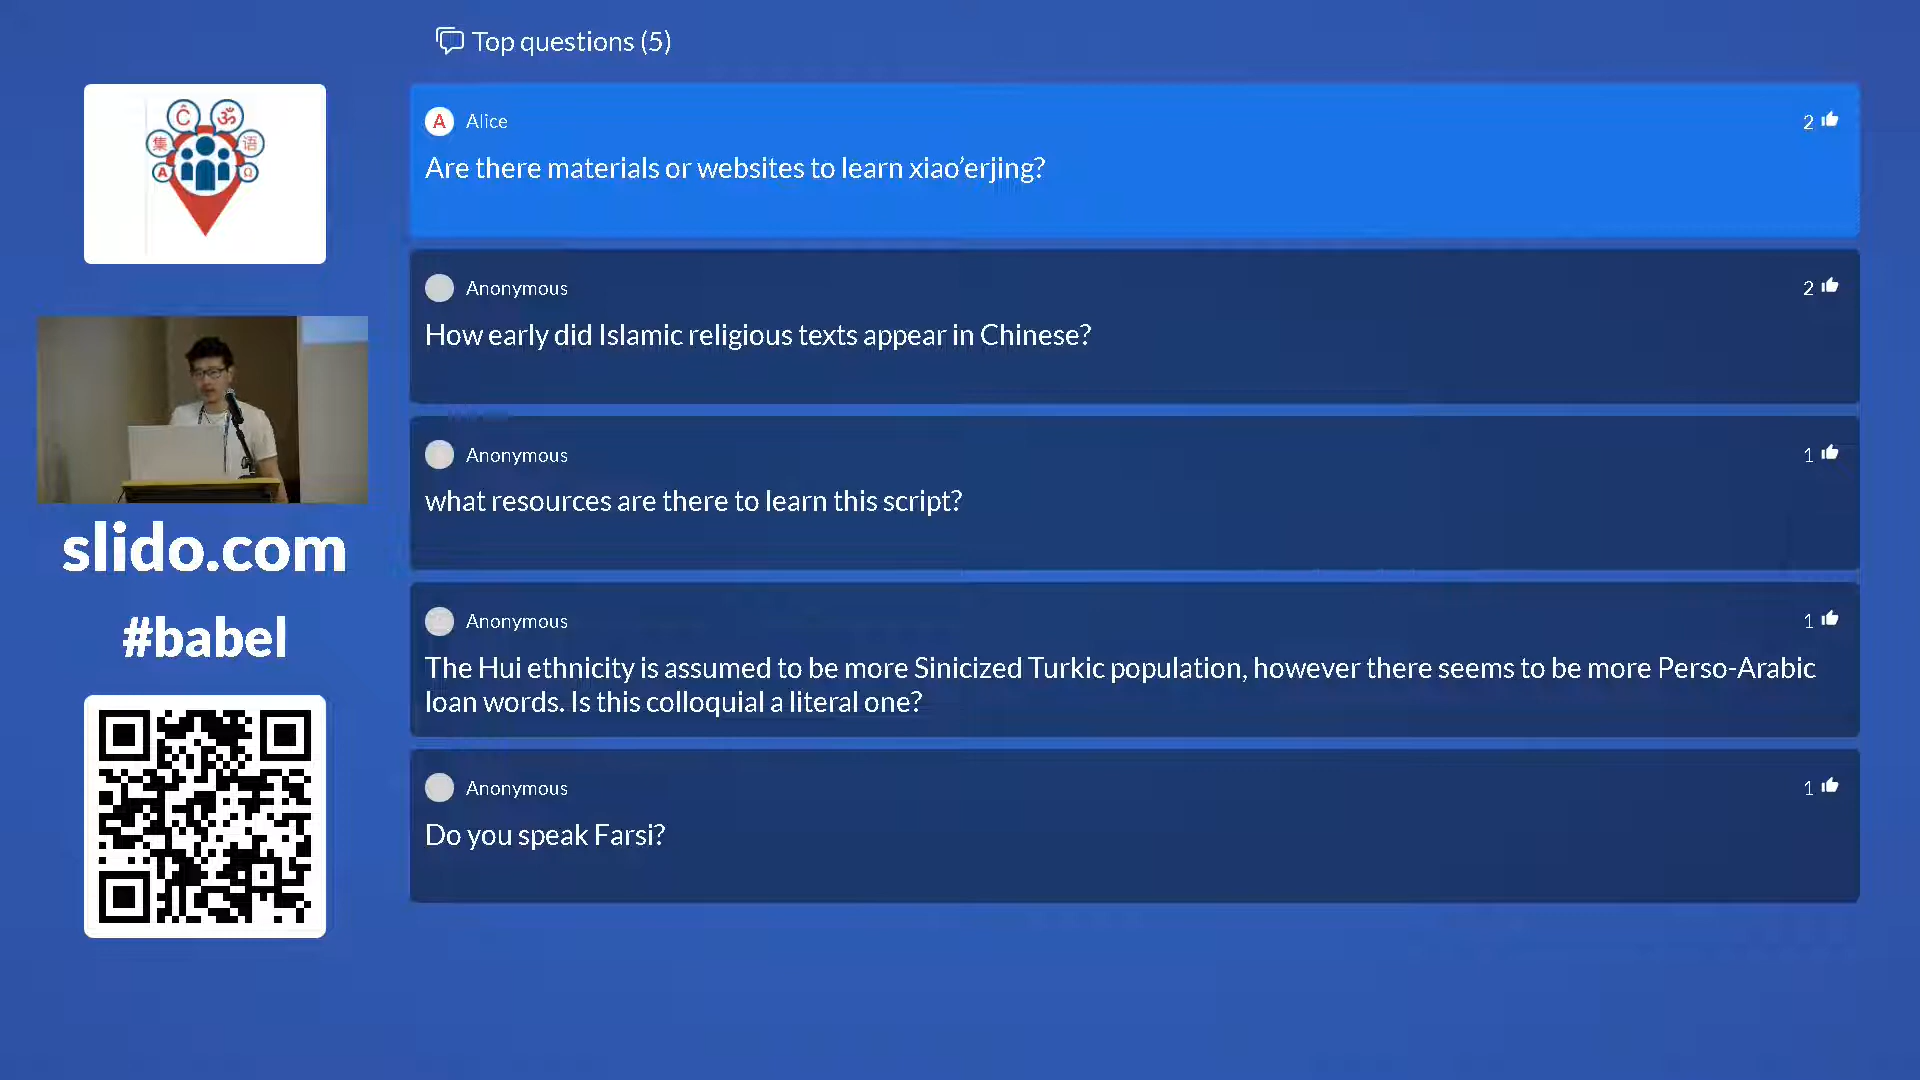 Top questions (5)
Ĉ ॐ
集 语
A Ω
A Alice 2
Are there materials or websites to learn xiao’erjing?
Anonymous 2
How early did Islamic religious texts appear in Chinese?
Anonymous 1
what resources are there to learn this script?
Anonymous 1
The Hui ethnicity is assumed to be more Sinicized Turkic population, however there seems to be more Perso-Arabic
loan words. Is this colloquial a literal one?
Anonymous 1
Do you speak Farsi?
slido.com
#babel